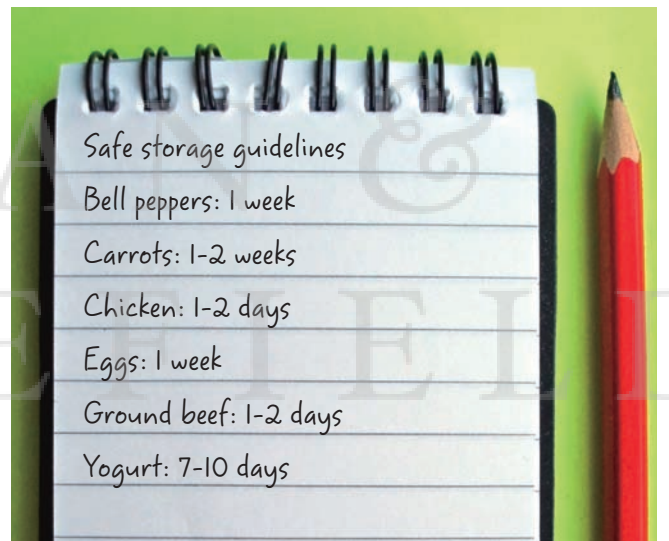 Safe storage guidelines
Bell peppers: 1 week
Carrots: 1-2 weeks
Chicken: 1-2 days
Eggs: 1 week
Ground beef: 1-2 days
Yogurt: 7-10 days